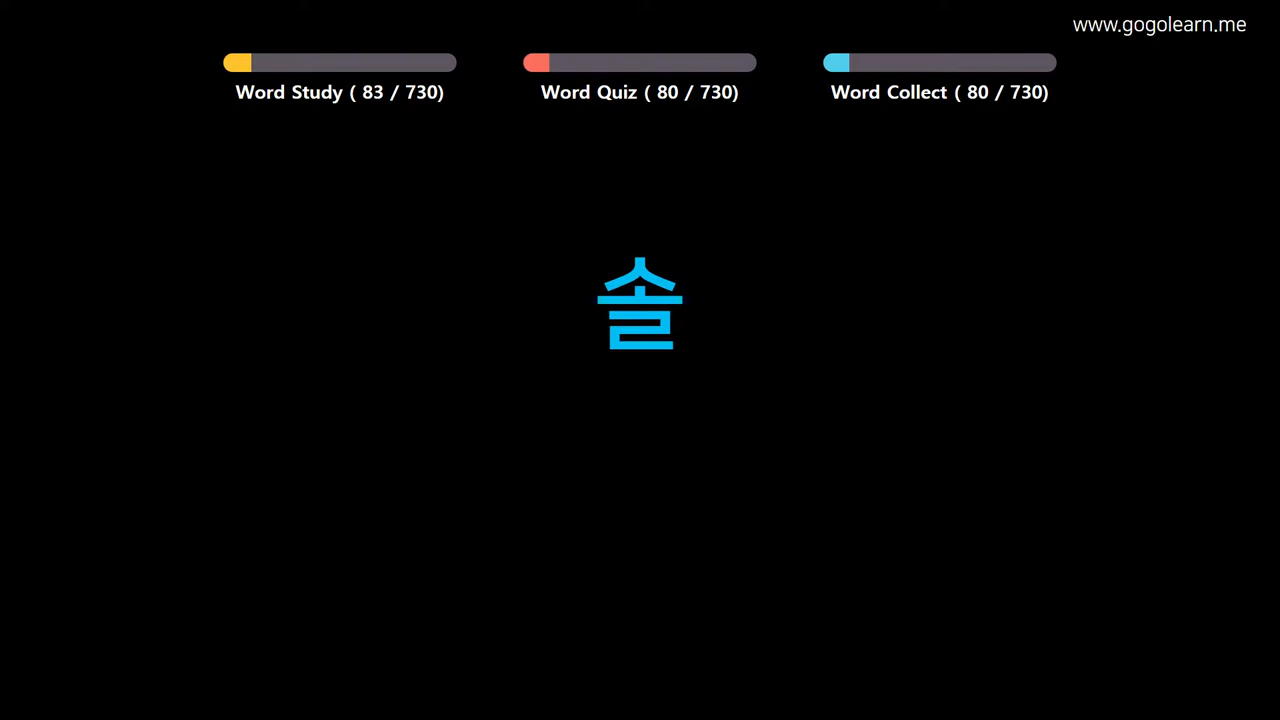 www.gogolearn.me
Word Study ( 83 / 730)
Word Quiz ( 80 / 730)
Word Collect ( 80 / 730)
솔